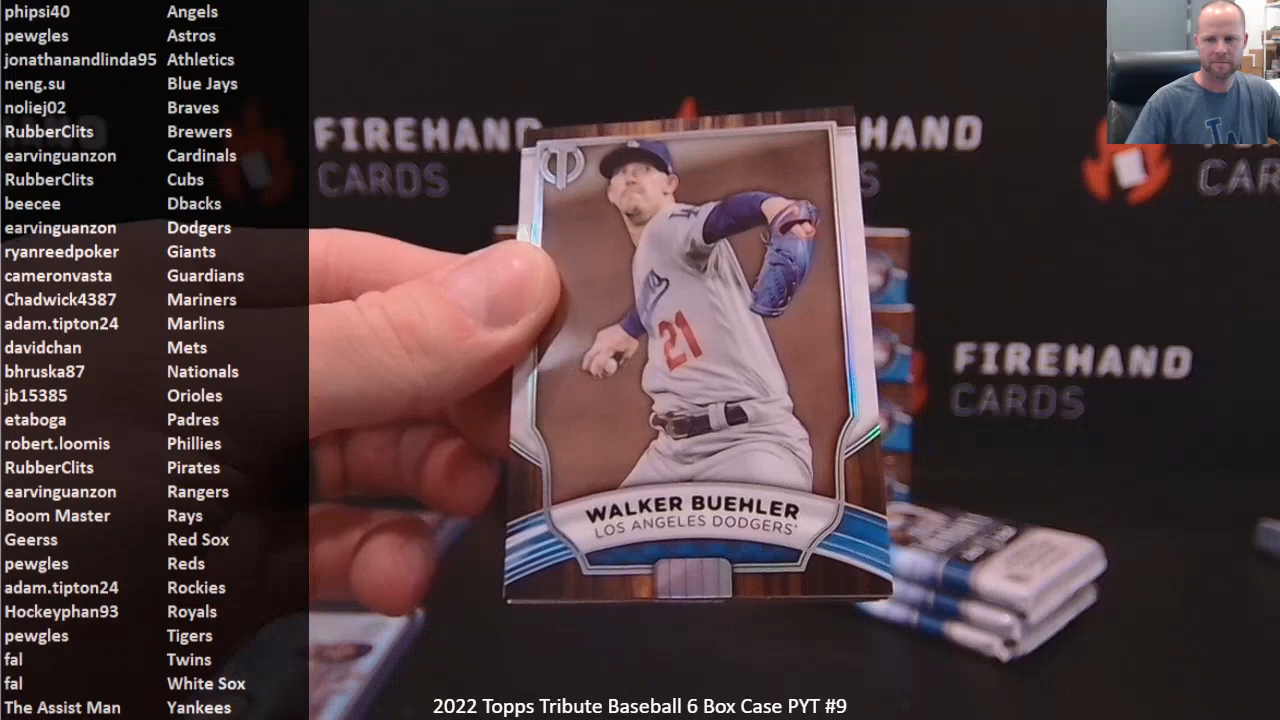 phipsi40 Angels
pewgles Astros
jonathanandlinda95 Athletics
neng.su Blue Jays
noliej02 Braves
RubberClits Brewers
earvinguanzon Cardinals
RubberClits Cubs
beecee Dbacks
earvinguanzon Dodgers
ryanreedpoker Giants
cameronvasta Guardians
Chadwick4387 Mariners
adam.tipton24 Marlins
davidchan Mets
bhruska87 Nationals
jb15385 Orioles
etaboga Padres
robert.loomis Phillies
RubberClits Pirates
earvinguanzon Rangers
Boom Master Rays
Geerss Red Sox
pewgles Reds
adam.tipton24 Rockies
Hockeyphan93 Royals
pewgles Tigers
fal Twins
fal White Sox
The Assist Man Yankees
FIREHAND
CARDS
HAND
CA
FIREHAND
CARDS
21
WALKER BUEHLER
LOS ANGELES DODGERS
LA
2022 Topps Tribute Baseball 6 Box Case PYT #9